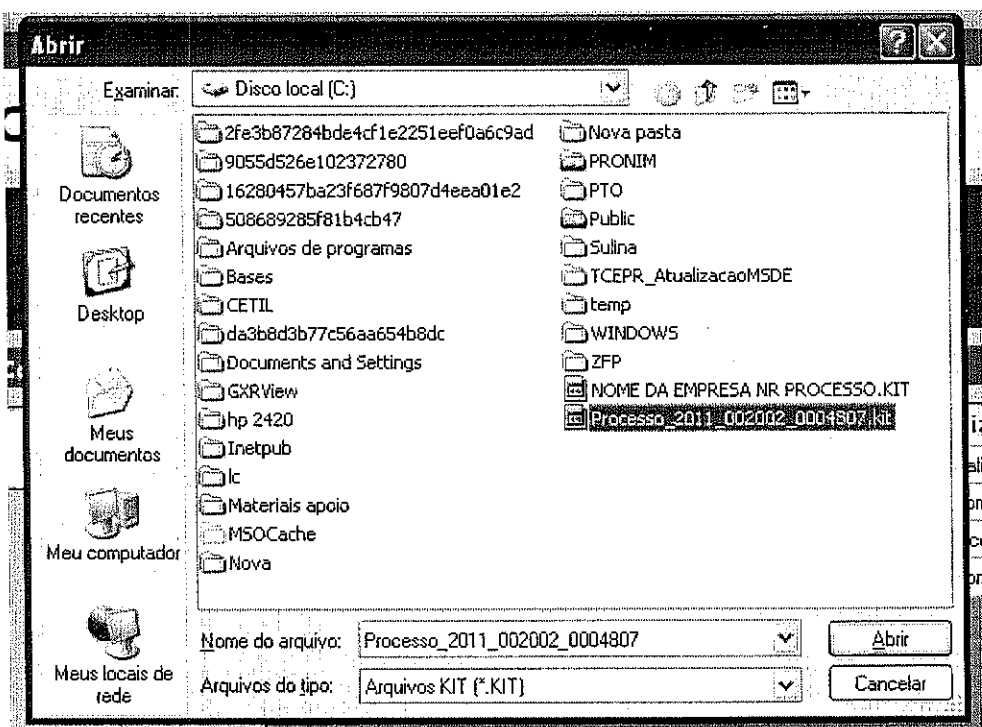 Abrir
Examinar:
Disco local (C:)
Documentos
recentes
Desktop
Meus
documentos
Meu computador
Meus locais de
rede
2fe3b87284bde4cf1e2251eef0a6c9ad
9055d526e102372780
16280457ba23f687f9807d4eea01e2
508689285f81b4cb47
Arquivos de programas
Bases
CETIL
da3b8d3b77c56aa654b8dc
Documents and Settings
GXRView
hp 2420
Inetpub
lc
Materiais apoio
MSOCache
Nova
Nova pasta
PRONIM
PTO
Public
Sulina
TCEPR_AtualizacaoMSDE
temp
WINDOWS
ZFP
NOME DA EMPRESA NR PROCESSO.KIT
Processo_2011_002002_0004807.kit
Nome do arquivo:
Processo_2011_002002_0004807
Abrir
Arquivos do tipo:
Arquivos KIT (*.KIT)
Cancelar